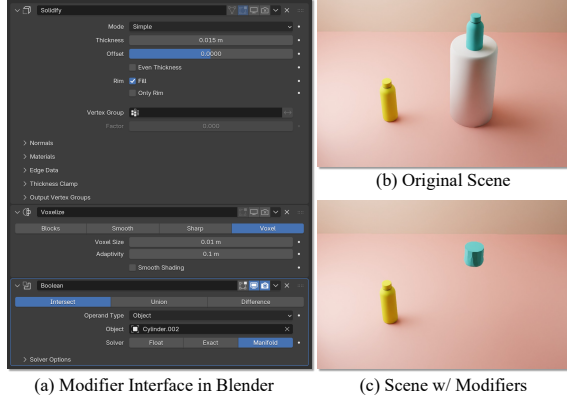 Solidify
Mode Simple
Thickness 0.015 m
Offset 0.0000
Even Thickness
Rim Fill
Only Rim
Vertex Group
Factor 0.000
Normals
Materials
Edge Data
Thickness Clamp
Output Vertex Groups
Voxelize
Blocks Smooth Sharp Voxel
Voxel Size 0.01 m
Adaptivity 0.1 m
Smooth Shading
Boolean
Intersect Union Difference
Operand Type Object
Object Cylinder.002
Solver Float Exact Manifold
Solver Options
(a) Modifier Interface in Blender
(b) Original Scene
(c) Scene w/ Modifiers